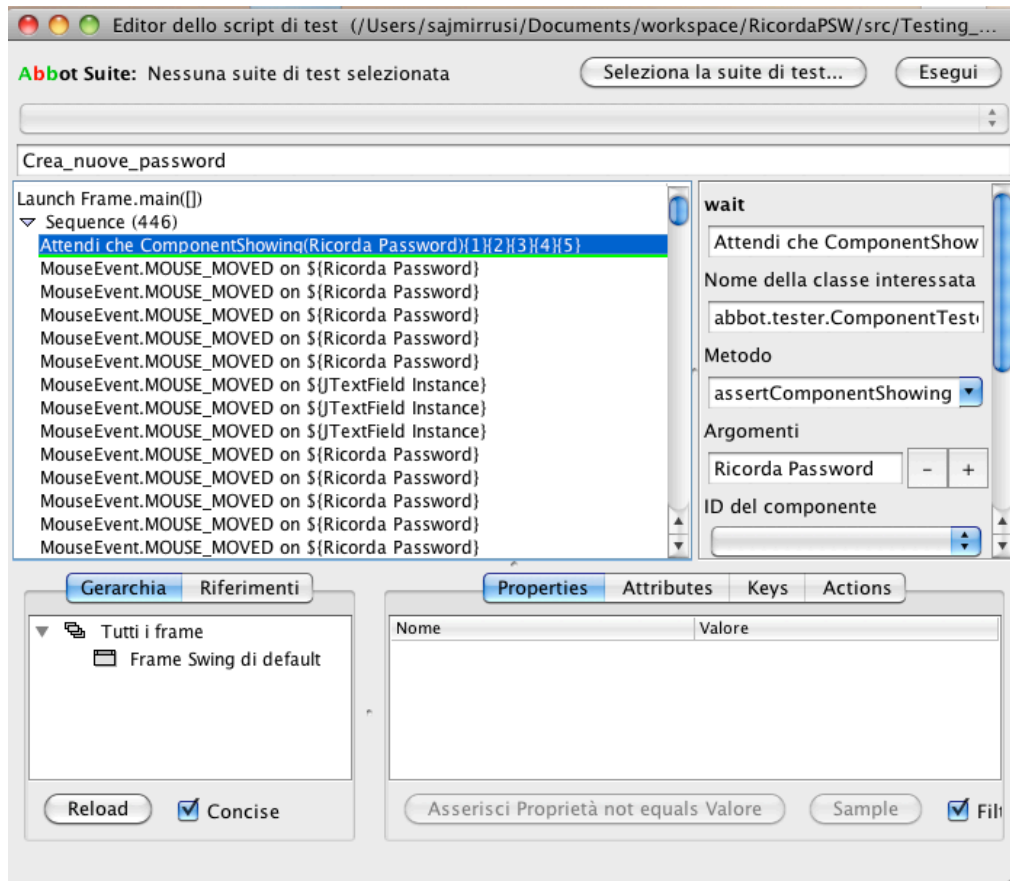 Editor dello script di test (/Users/sajmirrusi/Documents/workspace/RicordaPSW/src/Testing_...
Abbot Suite: Nessuna suite di test selezionata
Seleziona la suite di test...
Esegui
Crea_nuove_password
Launch Frame.main([])
Sequence (446)
Attendi che ComponentShowing(Ricorda Password){1}{2}{3}{4}{5}
MouseEvent.MOUSE_MOVED on ${Ricorda Password}
MouseEvent.MOUSE_MOVED on ${Ricorda Password}
MouseEvent.MOUSE_MOVED on ${Ricorda Password}
MouseEvent.MOUSE_MOVED on ${Ricorda Password}
MouseEvent.MOUSE_MOVED on ${Ricorda Password}
MouseEvent.MOUSE_MOVED on ${JTextField Instance}
MouseEvent.MOUSE_MOVED on ${JTextField Instance}
MouseEvent.MOUSE_MOVED on ${JTextField Instance}
MouseEvent.MOUSE_MOVED on ${Ricorda Password}
MouseEvent.MOUSE_MOVED on ${Ricorda Password}
MouseEvent.MOUSE_MOVED on ${Ricorda Password}
MouseEvent.MOUSE_MOVED on ${Ricorda Password}
MouseEvent.MOUSE_MOVED on ${Ricorda Password}
wait
Attendi che ComponentShow
Nome della classe interessata
abbot.tester.ComponentTeste
Metodo
assertComponentShowing
Argomenti
Ricorda Password - +
ID del componente
Gerarchia Riferimenti
Tutti i frame
Frame Swing di default
Reload Concise
Properties Attributes Keys Actions
Nome Valore
Asserisci Proprietà not equals Valore Sample Filt